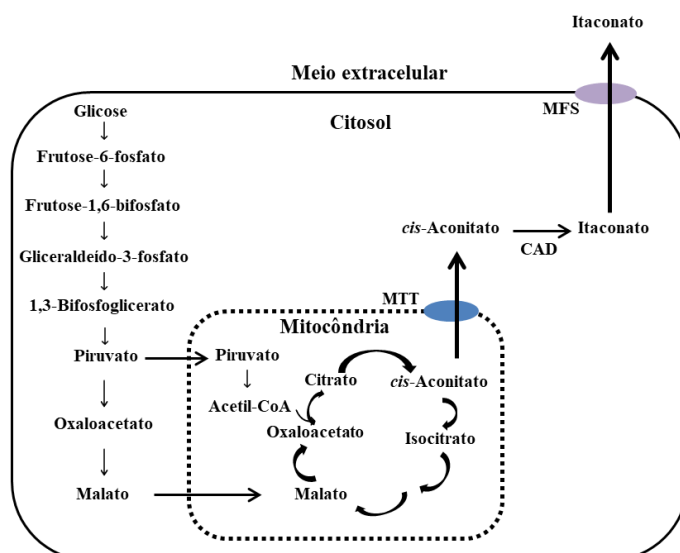 Itaconato
Meio extracelular
MFS
Glicose
Citosol
Frutose-6-fosfato
Frutose-1,6-bifosfato
cis-Aconitato
Itaconato
CAD
Gliceraldeído-3-fosfato
MTT
1,3-Bifosfoglicerato
Mitocôndria
Piruvato
Piruvato
Citrato
cis-Aconitato
Acetil-CoA
Oxaloacetato
Oxaloacetato
Isocitrato
Malato
Malato